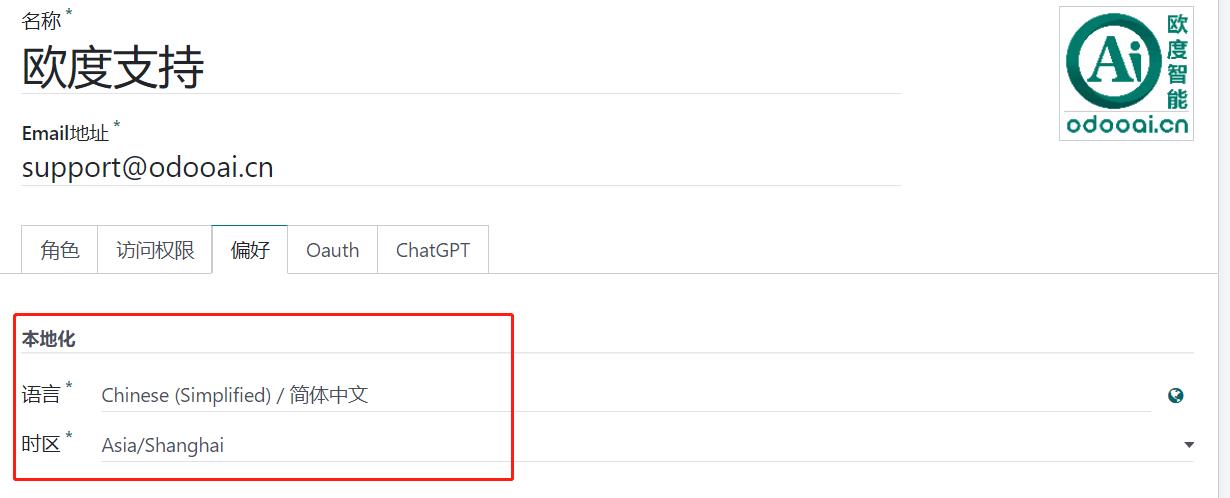 名称*
欧度支持
Email地址*
support@odooai.cn
Ai
欧度智能
odooai.cn
角色 访问权限 偏好 Oauth ChatGPT
本地化
语言* Chinese (Simplified) / 简体中文
时区* Asia/Shanghai